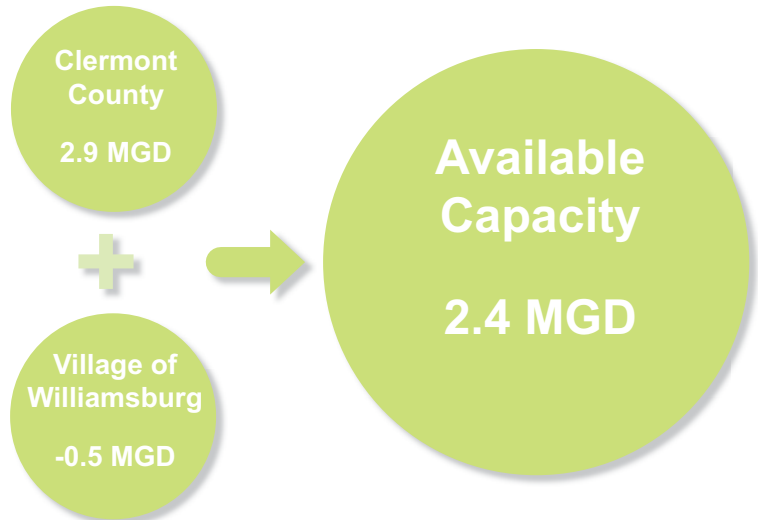 Clermont
County
2.9 MGD
+
Village of
Williamsburg
-0.5 MGD
Available
Capacity
2.4 MGD